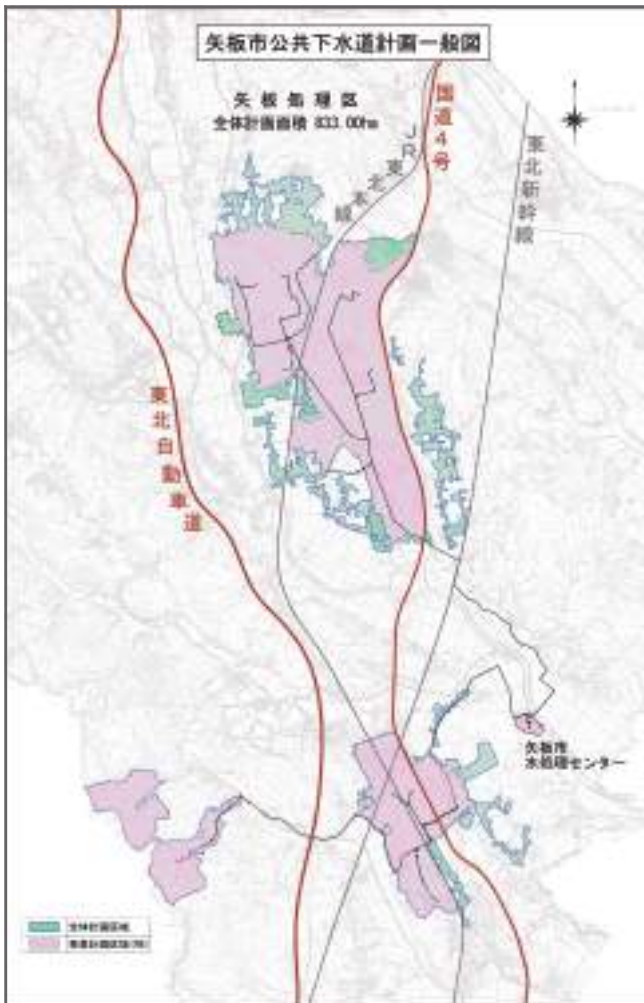 矢板市公共下水道計画一般図
矢板処理区
全体計画面積 833.00ha
国道4号
JR東北本線
東北新幹線
東北自動車道
矢板市
水処理センター
全体計画区域